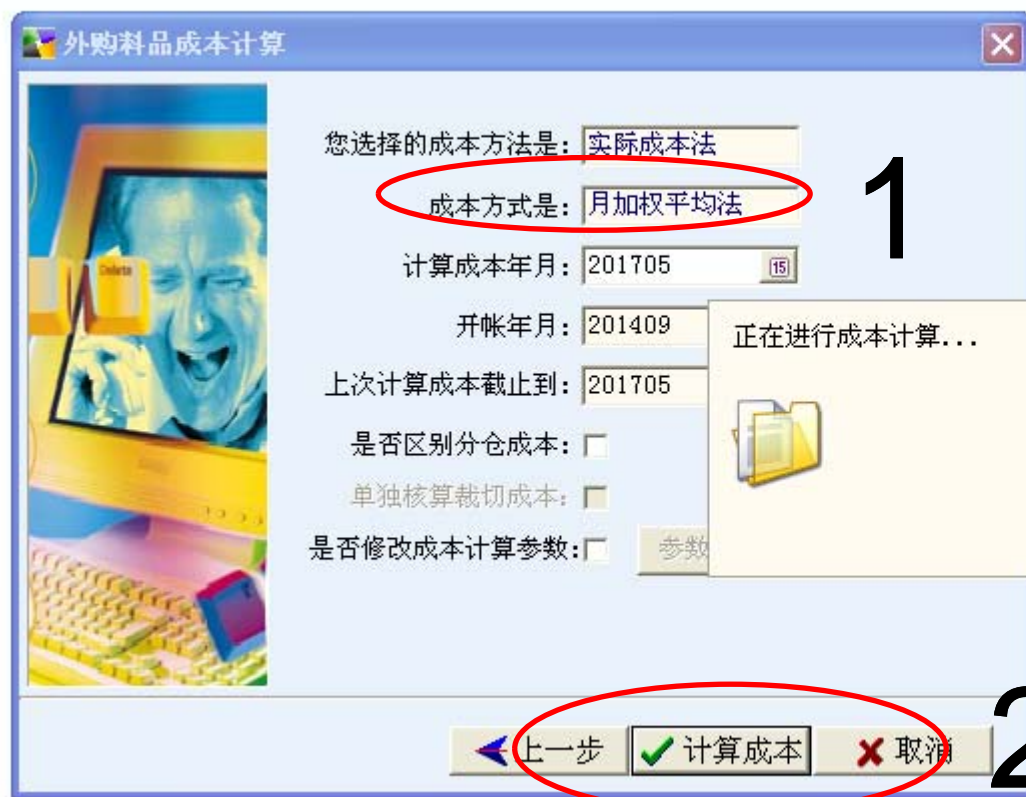 外购料品成本计算
您选择的成本方法是: 实际成本法
1
成本方式是: 月加权平均法
计算成本年月: 201705 15
开帐年月: 201409
正在进行成本计算...
上次计算成本截止到: 201705
是否区别分仓成本:
单独核算裁切成本:
是否修改成本计算参数: 参数
Delete
上一步 计算成本 取消
2